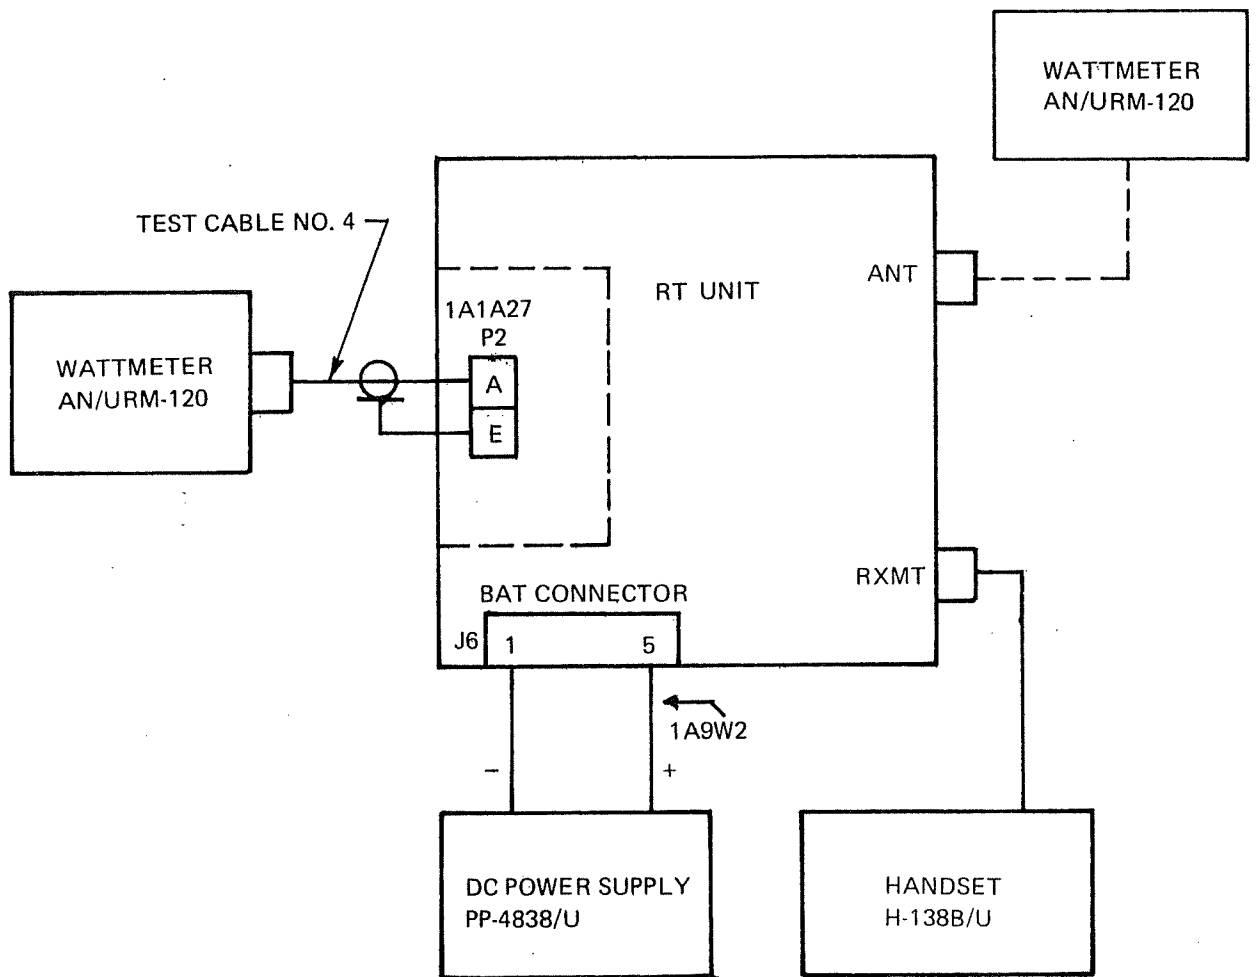 WATTMETER
AN/URM-120
TEST CABLE NO. 4
ANT
RT UNIT
1A1A27
P2
WATTMETER
AN/URM-120
A
E
RXMT
BAT CONNECTOR
J6 1 5
1A9W2
- +
DC POWER SUPPLY
PP-4838/U
HANDSET
H-138B/U